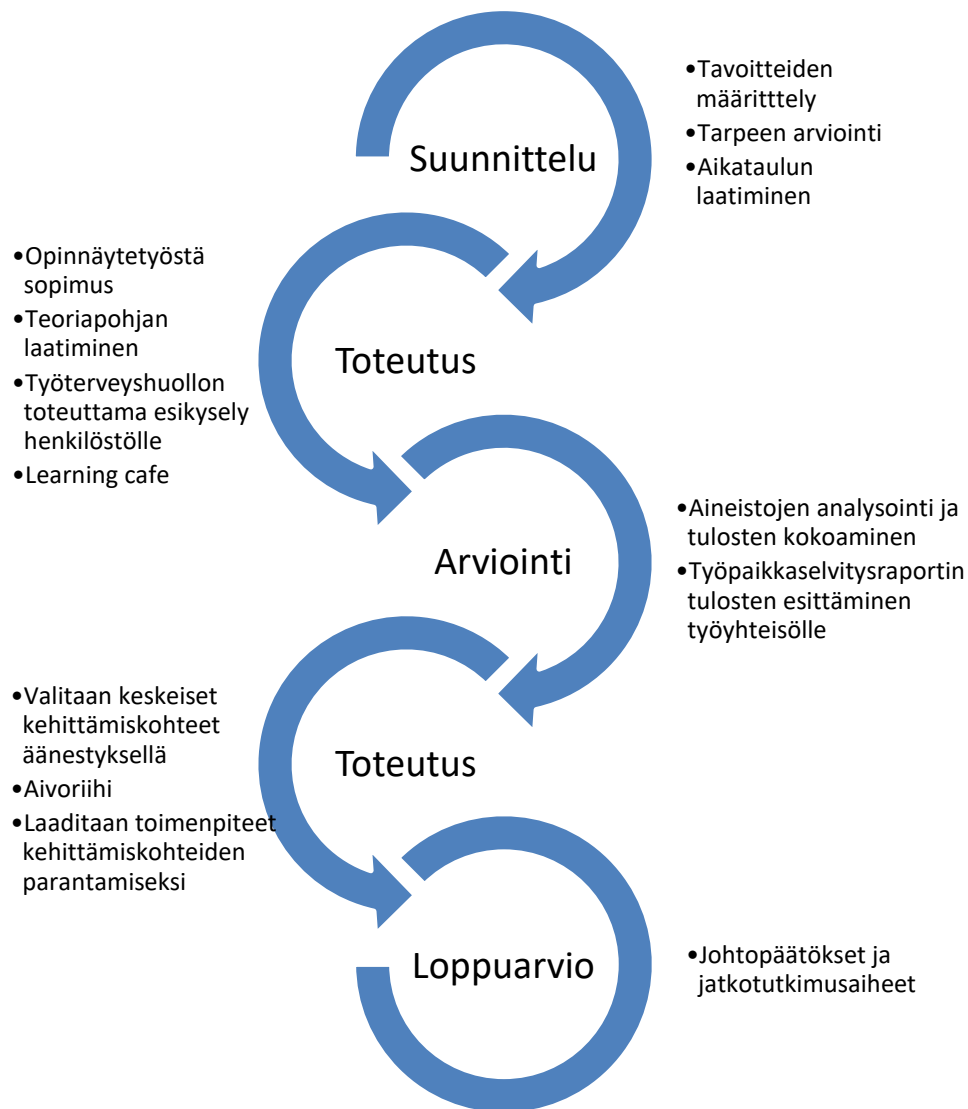 Suunnittelu
•Tavoitteiden
määritttely
•Tarpeen arviointi
•Aikataulun
laatiminen
•Opinnäytetyöstä
sopimus
•Teoriapohjan
laatiminen
•Työterveyshuollon
toteuttama esikysely
henkilöstölle
•Learning cafe
Toteutus
Arviointi
•Aineistojen analysointi ja
tulosten kokoaminen
•Työpaikkaselvitysraportin
tulosten esittäminen
työyhteisölle
•Valitaan keskeiset
kehittämiskohteet
äänestyksellä
•Aivoriihi
•Laaditaan toimenpiteet
kehittämiskohteiden
parantamiseksi
Toteutus
Loppuarvio
•Johtopäätökset ja
jatkotutkimusaiheet